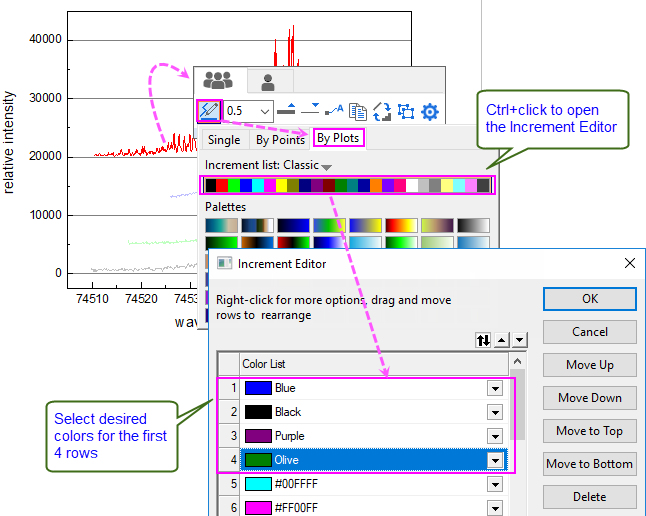 40000
30000
20000
10000
0
relative intensity
74510
74520
7453
wav
0.5
Single
By Points
By Plots
Increment list: Classic
Palettes
Ctrl+click to open
the Increment Editor
Increment Editor
Right-click for more options, drag and move
rows to rearrange
Color List
1 Blue
2 Black
3 Purple
4 Olive
5 #00FFFF
6 #FF00FF
OK
Cancel
Move Up
Move Down
Move to Top
Move to Bottom
Delete
Select desired
colors for the first
4 rows